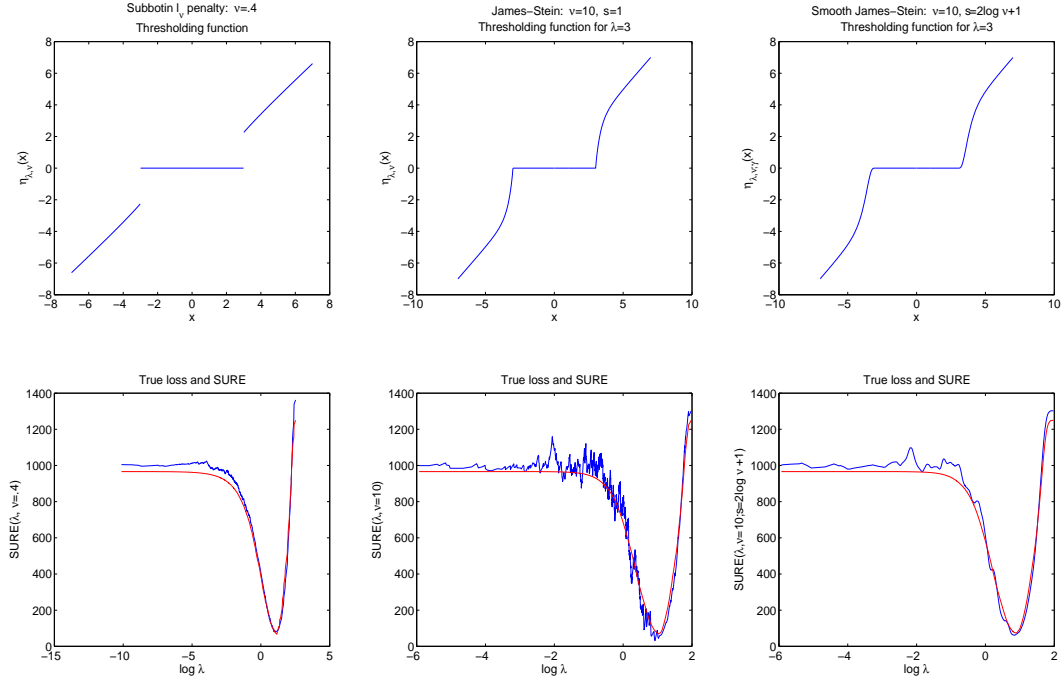 Subbotin l_ν penalty: ν=.4
Thresholding function
8
6
4
2
0
−2
−4
−6
−8
η_{λ,ν}(x)
−8 −6 −4 −2 0 2 4 6 8
x
James−Stein: ν=10, s=1
Thresholding function for λ=3
8
6
4
2
0
−2
−4
−6
−8
η_{λ,ν}(x)
−10 −5 0 5 10
x
Smooth James−Stein: ν=10, s=2log ν+1
Thresholding function for λ=3
8
6
4
2
0
−2
−4
−6
−8
η_{λ,ν;γ}(x)
−10 −5 0 5 10
x
True loss and SURE
1400
1200
1000
800
600
400
200
0
SURE(λ, ν=.4)
−15 −10 −5 0 5
log λ
True loss and SURE
1400
1200
1000
800
600
400
200
0
SURE(λ,ν=10)
−6 −4 −2 0 2
log λ
True loss and SURE
1400
1200
1000
800
600
400
200
0
SURE(λ,ν=10;s=2log ν +1)
−6 −5 −4 −3 −2 −1 0 1 2
log λ